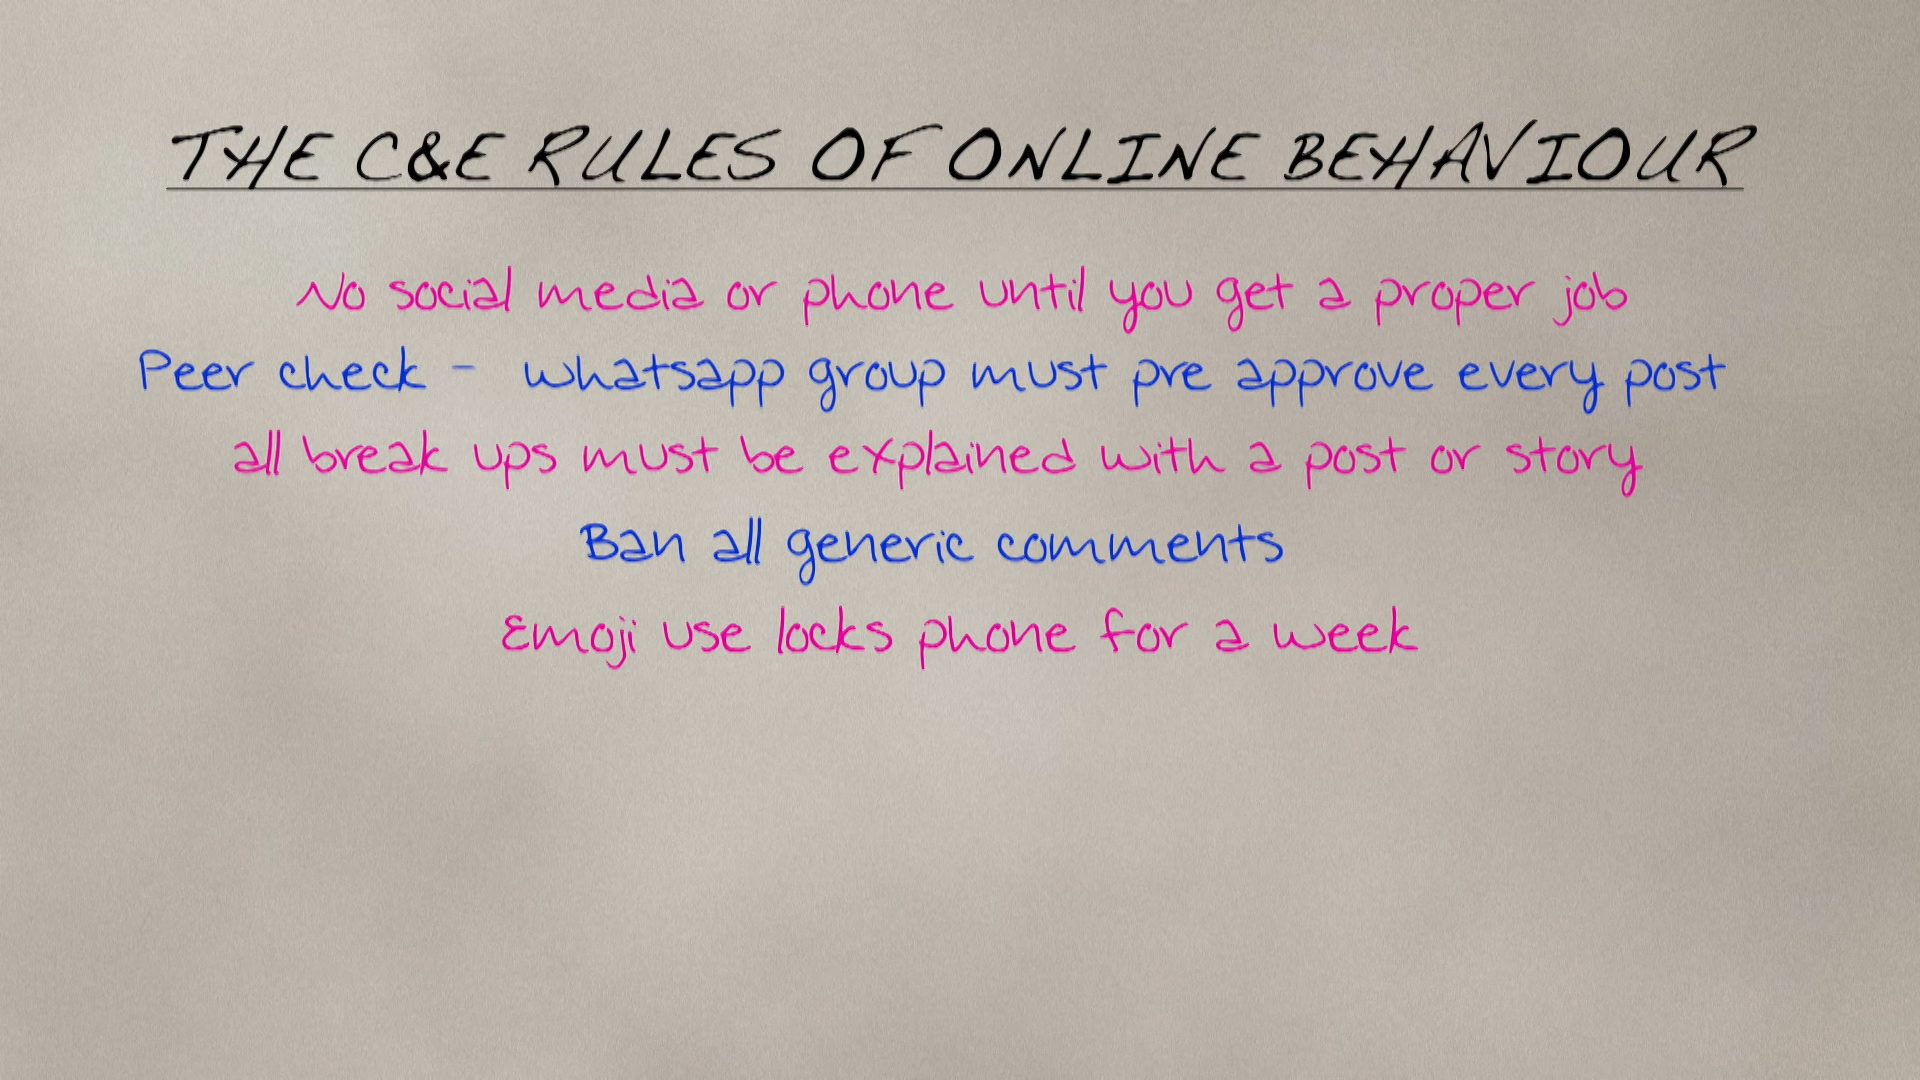 THE C&E RULES OF ONLINE BEHAVIOUR
No social media or phone until you get a proper job
Peer check - whatsapp group must pre approve every post
all break ups must be explained with a post or story
Ban all generic comments
Emoji use locks phone for a week